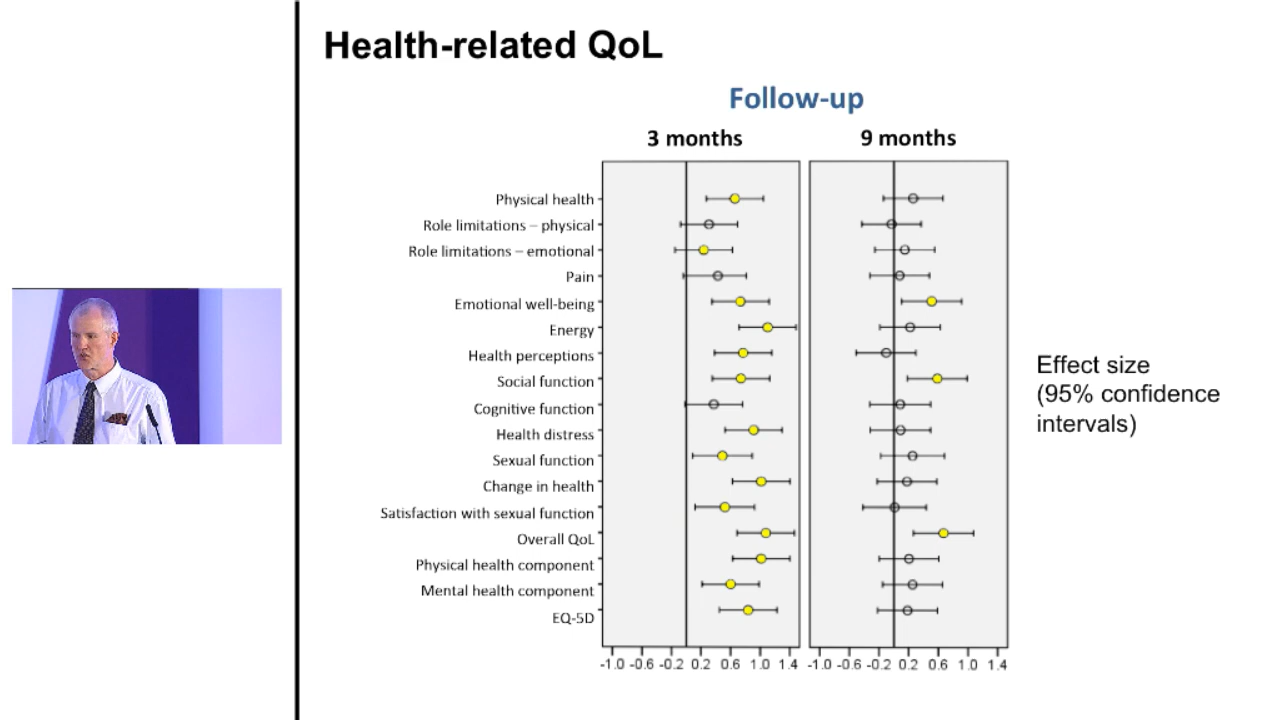 Health-related QoL
Follow-up
3 months
9 months
Physical health
Role limitations – physical
Role limitations – emotional
Pain
Emotional well-being
Energy
Health perceptions
Social function
Cognitive function
Health distress
Sexual function
Change in health
Satisfaction with sexual function
Overall QoL
Physical health component
Mental health component
EQ-5D
-1.0 -0.6 -0.2 0.2 0.6 1.0 1.4
-1.0 -0.6 -0.2 0.2 0.6 1.0 1.4
Effect size
(95% confidence
intervals)